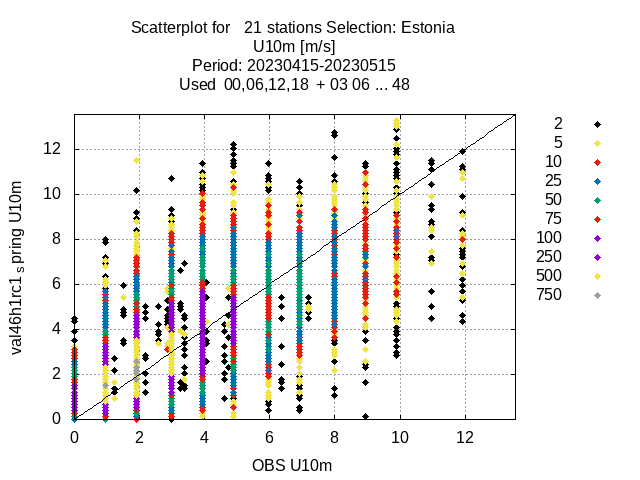 Scatterplot for 21 stations Selection: Estonia
U10m [m/s]
Period: 20230415-20230515
Used 00,06,12,18 + 03 06 ... 48
val46h1rc1 s pring U10m
12
10
8
6
4
2
0
0 2 4 6 8 10 12
OBS U10m
2
5
10
25
50
75
100
250
500
750